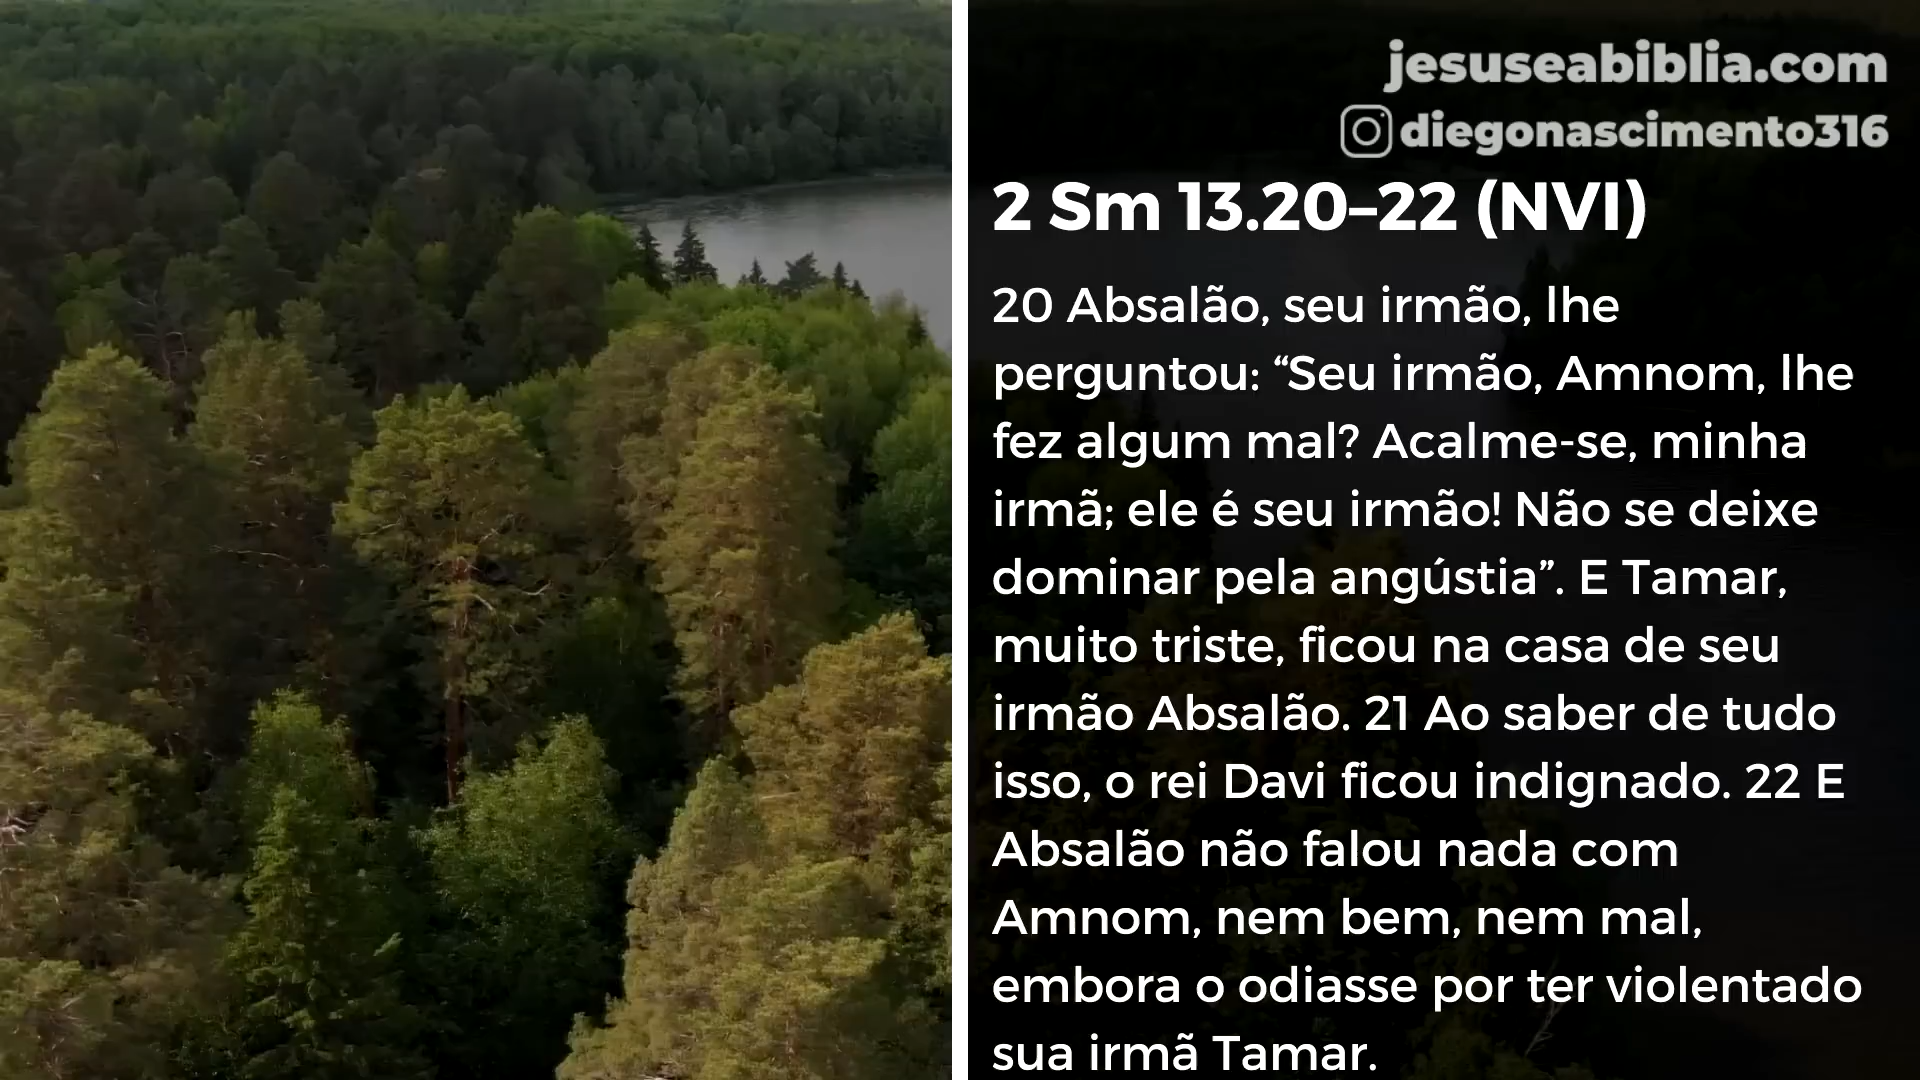 jesuseabiblia.com
diegonascimento316
2 Sm 13.20–22 (NVI)
20 Absalão, seu irmão, lhe
perguntou: “Seu irmão, Amnom, lhe
fez algum mal? Acalme-se, minha
irmã; ele é seu irmão! Não se deixe
dominar pela angústia”. E Tamar,
muito triste, ficou na casa de seu
irmão Absalão. 21 Ao saber de tudo
isso, o rei Davi ficou indignado. 22 E
Absalão não falou nada com
Amnom, nem bem, nem mal,
embora o odiasse por ter violentado
sua irmã Tamar.